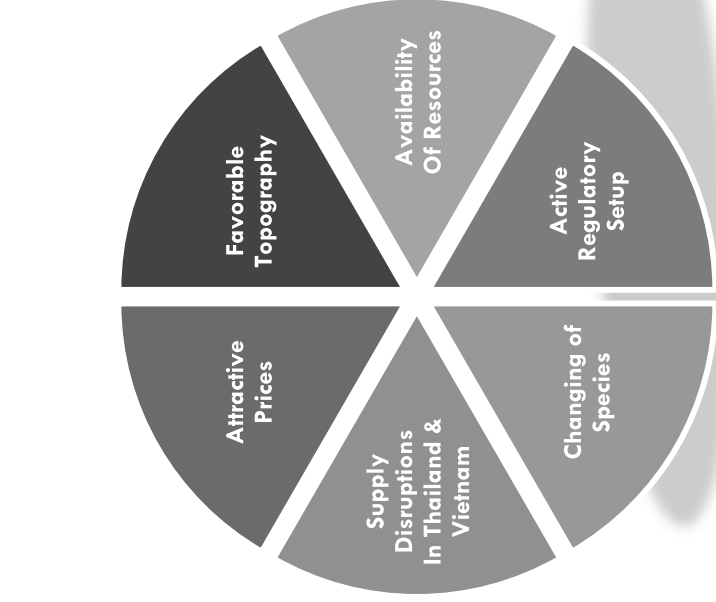 Favorable
Topography
Availability
Of Resources
Active
Regulatory
Setup
Changing of
Species
Supply
Disruptions
In Thailand &
Vietnam
Attractive
Prices